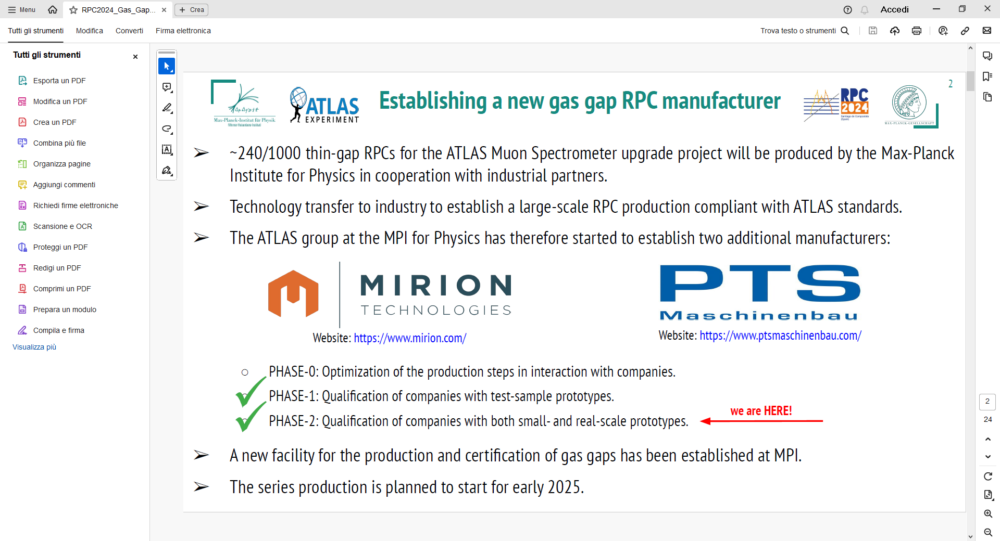 Menu
RPC2024_Gas_Gap...
Crea
Accedi
Tutti gli strumenti
Modifica
Converti
Firma elettronica
Trova testo o strumenti
Tutti gli strumenti
Esporta un PDF
Modifica un PDF
Crea un PDF
Combina più file
Organizza pagine
Aggiungi commenti
Richiedi firme elettroniche
Scansione e OCR
Proteggi un PDF
Redigi un PDF
Comprimi un PDF
Prepara un modulo
Compila e firma
Visualizza più
Max-Planck-Institut für Physik
(Werner-Heisenberg-Institut)
ATLAS
EXPERIMENT
Establishing a new gas gap RPC manufacturer
RPC
2024
Santiago de Compostela
(Spain)
MAX-PLANCK-GESELLSCHAFT
2
➢ ~240/1000 thin-gap RPCs for the ATLAS Muon Spectrometer upgrade project will be produced by the Max-Planck
Institute for Physics in cooperation with industrial partners.
➢ Technology transfer to industry to establish a large-scale RPC production compliant with ATLAS standards.
➢ The ATLAS group at the MPI for Physics has therefore started to establish two additional manufacturers:
MIRION
TECHNOLOGIES
Website: https://www.mirion.com/
PTS
Maschinenbau
Website: https://www.ptsmaschinenbau.com/
○ PHASE-0: Optimization of the production steps in interaction with companies.
PHASE-1: Qualification of companies with test-sample prototypes.
PHASE-2: Qualification of companies with both small- and real-scale prototypes.
we are HERE!
➢ A new facility for the production and certification of gas gaps has been established at MPI.
➢ The series production is planned to start for early 2025.
2
24